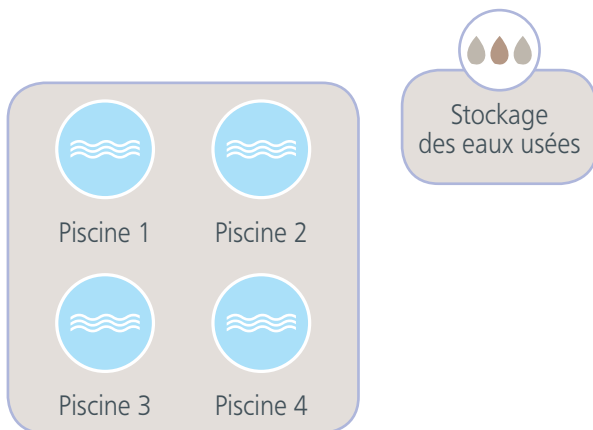 Stockage
des eaux usées
Piscine 1
Piscine 2
Piscine 3
Piscine 4